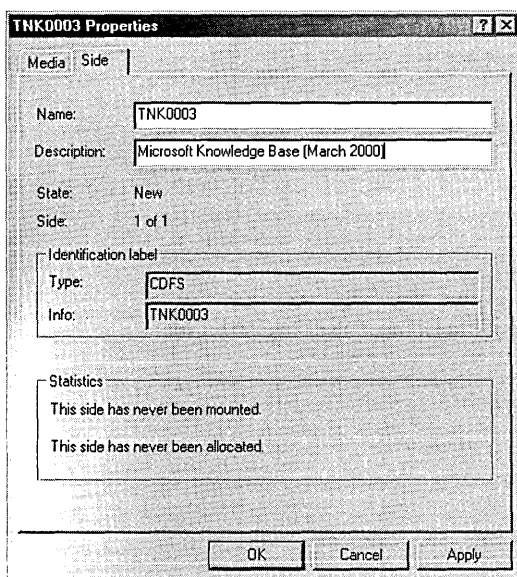 TNK0003 Properties ? X
Media Side
Name: TNK0003
Description: Microsoft Knowledge Base (March 2000)
State: New
Side: 1 of 1
Identification label
Type: CDFS
Info: TNK0003
Statistics
This side has never been mounted.
This side has never been allocated.
OK Cancel Apply